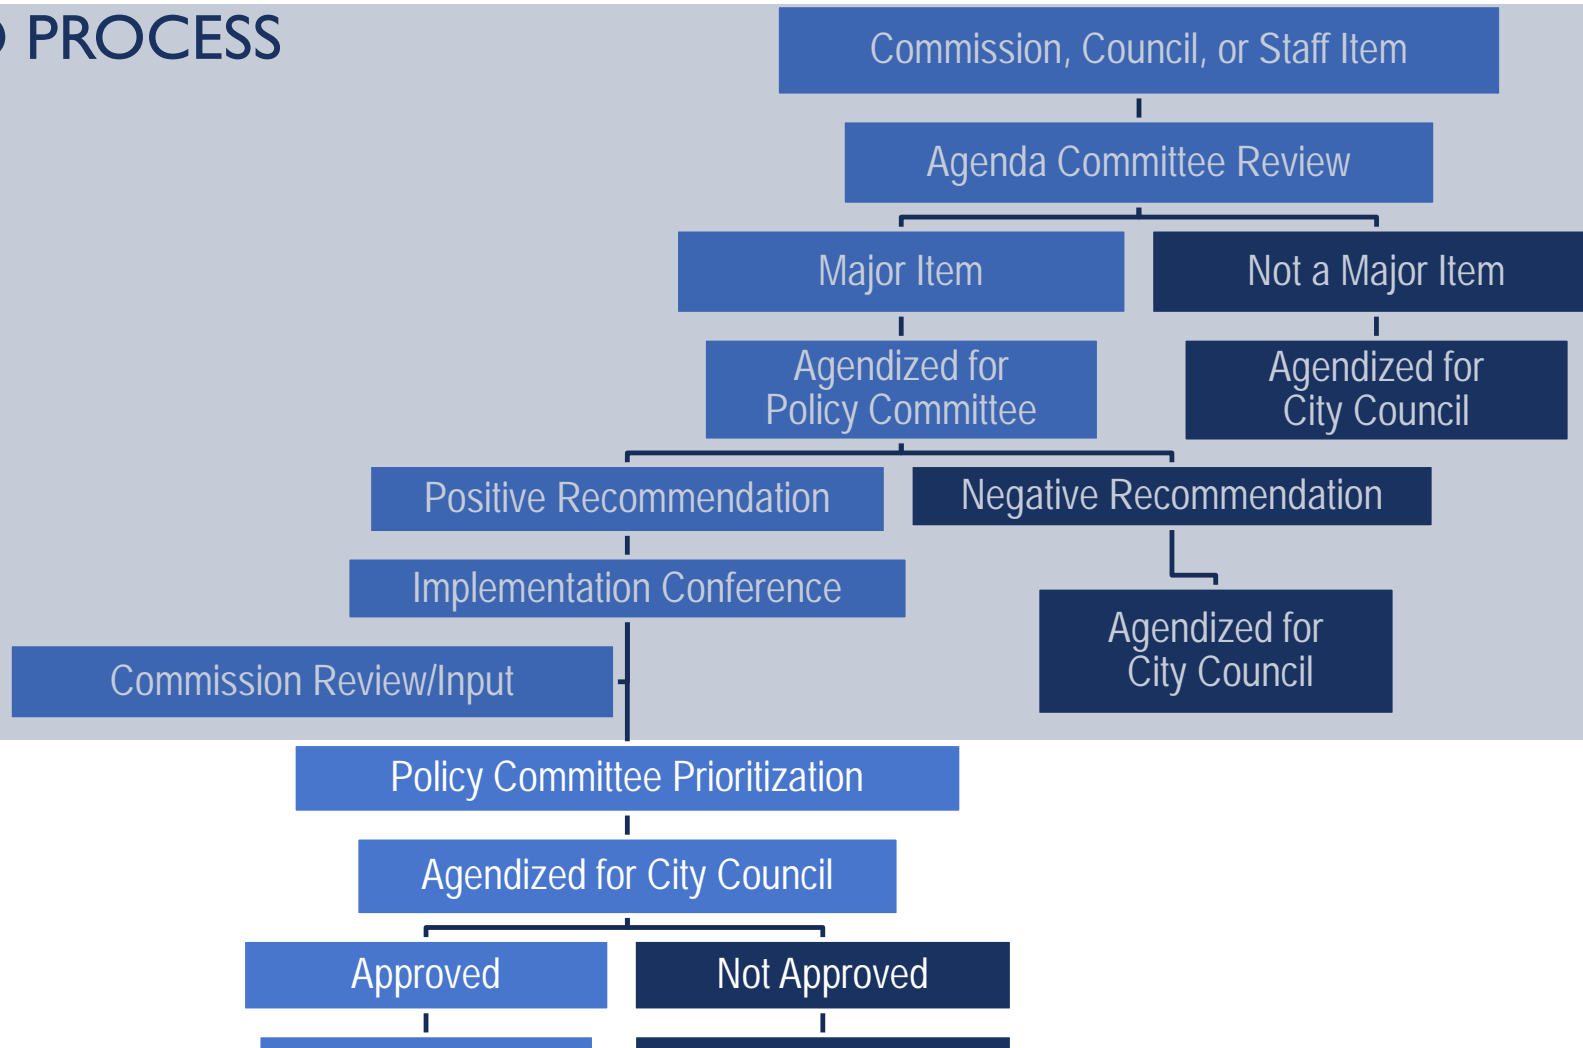 PROCESS
Commission, Council, or Staff Item
Agenda Committee Review
Major Item
Not a Major Item
Agendized for
Policy Committee
Agendized for
City Council
Positive Recommendation
Negative Recommendation
Implementation Conference
Agendized for
City Council
Commission Review/Input
Policy Committee Prioritization
Agendized for City Council
Approved
Not Approved